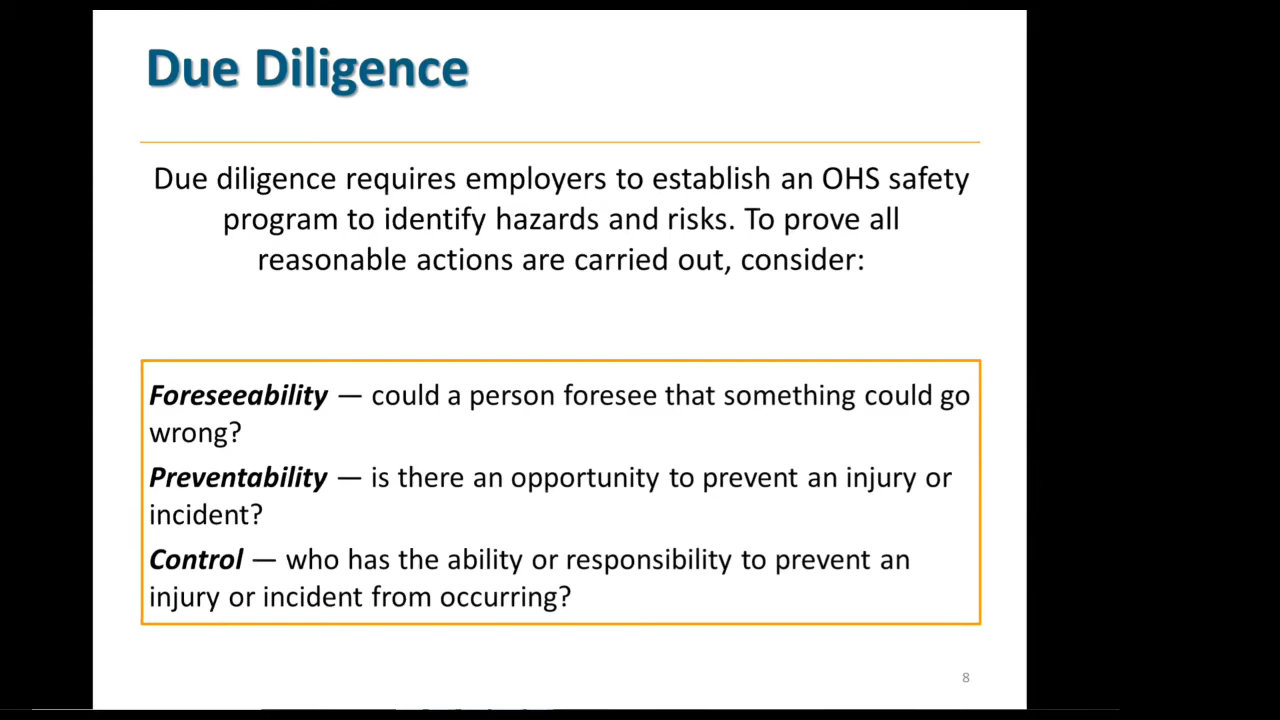 Due Diligence
Due diligence requires employers to establish an OHS safety
program to identify hazards and risks. To prove all
reasonable actions are carried out, consider:
Foreseeability — could a person foresee that something could go
wrong?
Preventability — is there an opportunity to prevent an injury or
incident?
Control — who has the ability or responsibility to prevent an
injury or incident from occurring?
8